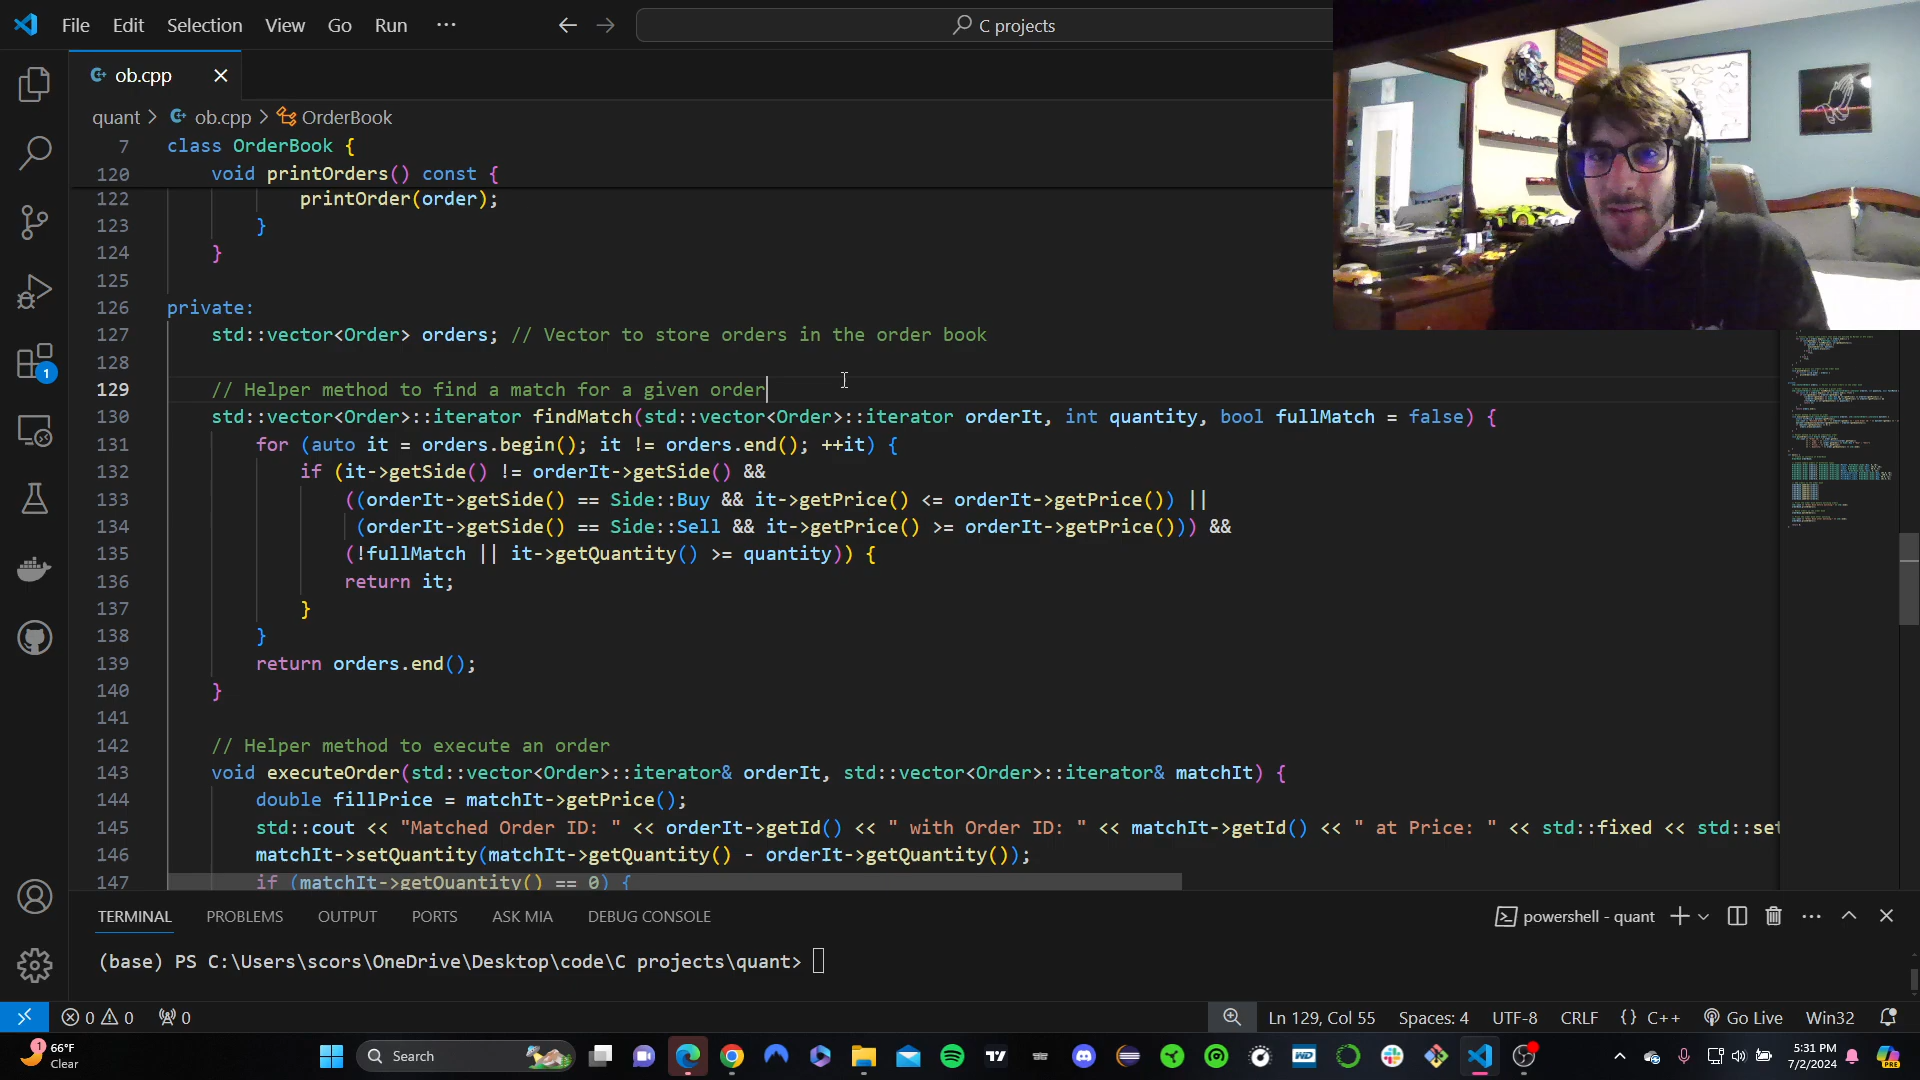 File Edit Selection View Go Run ···
C projects
ob.cpp
quant > ob.cpp > OrderBook
7 class OrderBook {
120 void printOrders() const {
122 printOrder(order);
123 }
124 }
125
126 private:
127 std::vector<Order> orders; // Vector to store orders in the order book
128
129 // Helper method to find a match for a given order
130 std::vector<Order>::iterator findMatch(std::vector<Order>::iterator orderIt, int quantity, bool fullMatch = false) {
131 for (auto it = orders.begin(); it != orders.end(); ++it) {
132 if (it->getSide() != orderIt->getSide() &&
133 ((orderIt->getSide() == Side::Buy && it->getPrice() <= orderIt->getPrice()) ||
134 (orderIt->getSide() == Side::Sell && it->getPrice() >= orderIt->getPrice())) &&
135 (!fullMatch || it->getQuantity() >= quantity)) {
136 return it;
137 }
138 }
139 return orders.end();
140 }
141
142 // Helper method to execute an order
143 void executeOrder(std::vector<Order>::iterator& orderIt, std::vector<Order>::iterator& matchIt) {
144 double fillPrice = matchIt->getPrice();
145 std::cout << "Matched Order ID: " << orderIt->getId() << " with Order ID: " << matchIt->getId() << " at Price: " << std::fixed << std::set
146 matchIt->setQuantity(matchIt->getQuantity() - orderIt->getQuantity());
147 if (matchIt->getQuantity() == 0) {
1
TERMINAL PROBLEMS OUTPUT PORTS ASK MIA DEBUG CONSOLE
powershell - quant
(base) PS C:\Users\scors\OneDrive\Desktop\code\C projects\quant>
0 0 0 Ln 129, Col 55 Spaces: 4 UTF-8 CRLF {} C++ Go Live Win32
1 66°F
Clear
Search
WD
5:31 PM
7/2/2024
PRE